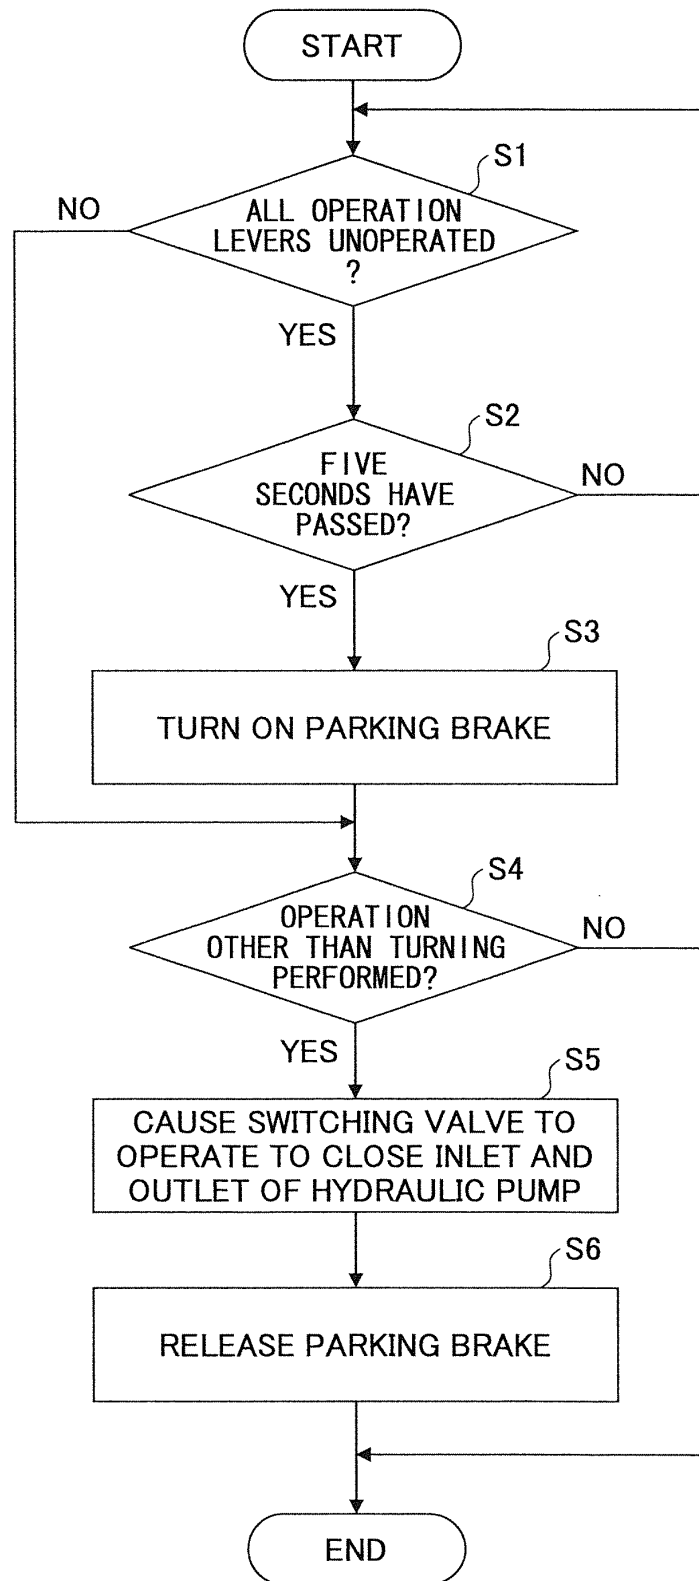 START
S1
NO
ALL OPERATION
LEVERS UNOPERATED
?
YES
S2
FIVE
SECONDS HAVE
PASSED?
NO
YES
S3
TURN ON PARKING BRAKE
S4
OPERATION
OTHER THAN TURNING
PERFORMED?
NO
YES
S5
CAUSE SWITCHING VALVE TO
OPERATE TO CLOSE INLET AND
OUTLET OF HYDRAULIC PUMP
S6
RELEASE PARKING BRAKE
END